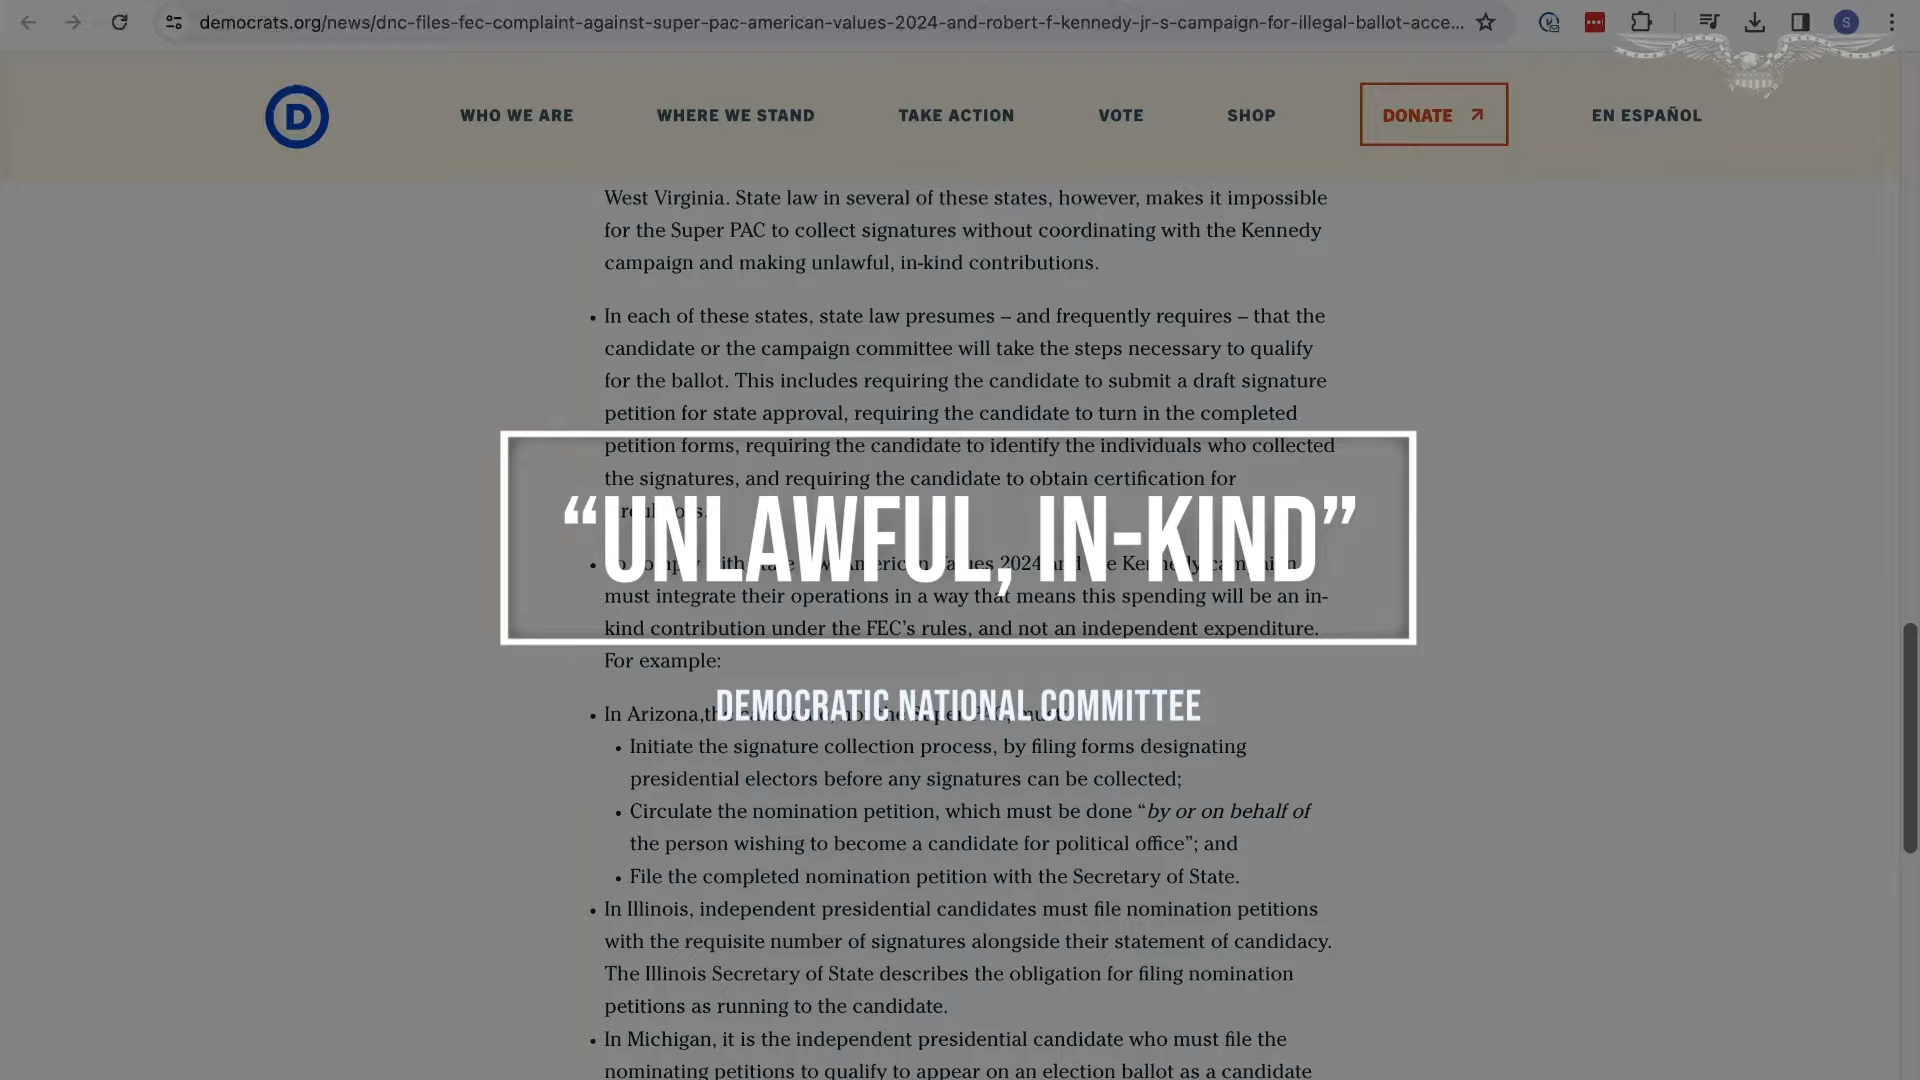 democrats.org/news/dnc-files-fec-complaint-against-super-pac-american-values-2024-and-robert-f-kennedy-jr-s-campaign-for-illegal-ballot-acce...
S
D
WHO WE ARE
WHERE WE STAND
TAKE ACTION
VOTE
SHOP
DONATE
EN ESPAÑOL
West Virginia. State law in several of these states, however, makes it impossible
for the Super PAC to collect signatures without coordinating with the Kennedy
campaign and making unlawful, in-kind contributions.
• In each of these states, state law presumes – and frequently requires – that the
candidate or the campaign committee will take the steps necessary to qualify
for the ballot. This includes requiring the candidate to submit a draft signature
petition for state approval, requiring the candidate to turn in the completed
petition forms, requiring the candidate to identify the individuals who collected
the signatures, and requiring the candidate to obtain certification for
“UNLAWFUL, IN-KIND”
• with American Values 2024 and Kennedy campaign
must integrate their operations in a way that means this spending will be an in-
kind contribution under the FEC’s rules, and not an independent expenditure.
For example:
DEMOCRATIC NATIONAL COMMITTEE
• In Arizona, must
• Initiate the signature collection process, by filing forms designating
presidential electors before any signatures can be collected;
• Circulate the nomination petition, which must be done “by or on behalf of
the person wishing to become a candidate for political office”; and
• File the completed nomination petition with the Secretary of State.
• In Illinois, independent presidential candidates must file nomination petitions
with the requisite number of signatures alongside their statement of candidacy.
The Illinois Secretary of State describes the obligation for filing nomination
petitions as running to the candidate.
• In Michigan, it is the independent presidential candidate who must file the
nominating petitions to qualify to appear on an election ballot as a candidate